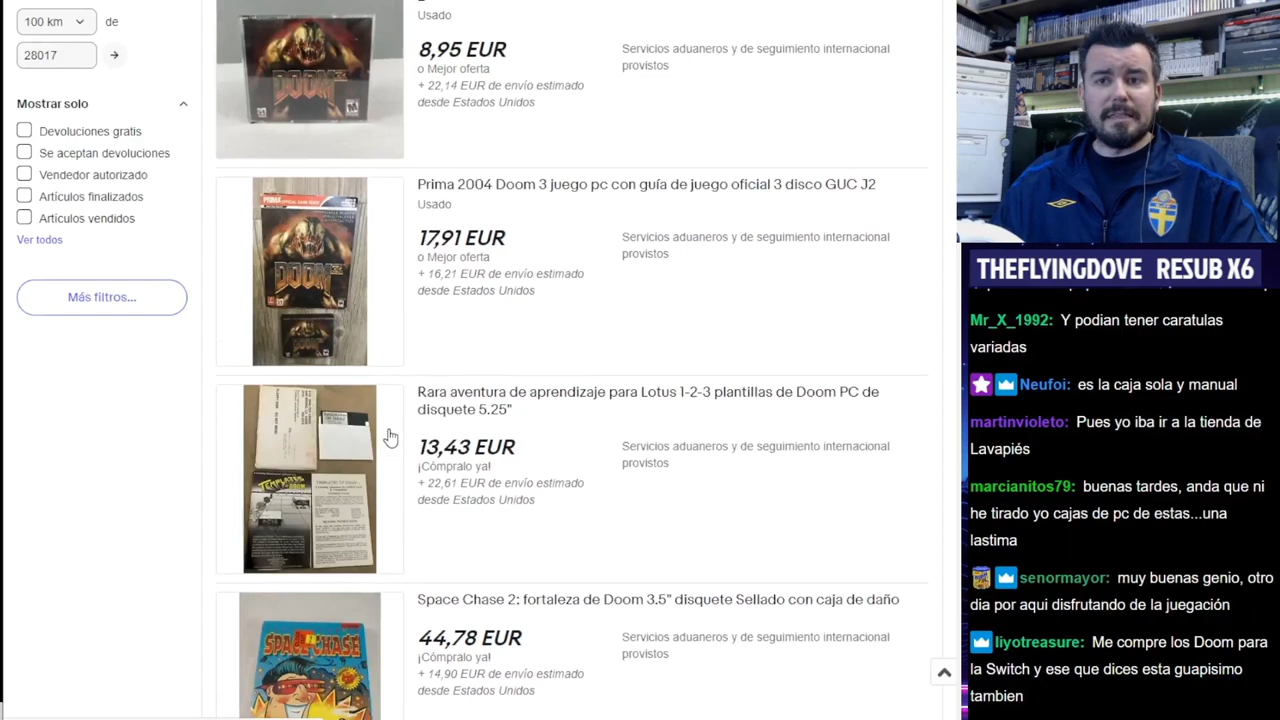 100 km
de
28017
Mostrar solo
Devoluciones gratis
Se aceptan devoluciones
Vendedor autorizado
Artículos finalizados
Artículos vendidos
Ver todos
Más filtros...
Usado
8,95 EUR
o Mejor oferta
+ 22,14 EUR de envío estimado
desde Estados Unidos
Servicios aduaneros y de seguimiento internacional
provistos
DOOM
Prima 2004 Doom 3 juego pc con guía de juego oficial 3 disco GUC J2
Usado
17,91 EUR
o Mejor oferta
+ 16,21 EUR de envío estimado
desde Estados Unidos
Servicios aduaneros y de seguimiento internacional
provistos
DOOM
DOOM
Rara aventura de aprendizaje para Lotus 1-2-3 plantillas de Doom PC de
disquete 5.25"
13,43 EUR
¡Cómpralo ya!
+ 22,61 EUR de envío estimado
desde Estados Unidos
Servicios aduaneros y de seguimiento internacional
provistos
Space Chase 2: fortaleza de Doom 3.5" disquete Sellado con caja de daño
44,78 EUR
¡Cómpralo ya!
+ 14,90 EUR de envío estimado
desde Estados Unidos
Servicios aduaneros y de seguimiento internacional
provistos
SPACE CHASE
THEFLYINGDOVE RESUB X6
Mr_X_1992: Y podian tener caratulas
variadas
Neufoi: es la caja sola y manual
martinvioleto: Pues yo iba ir a la tienda de
Lavapiés
marcianitos79: buenas tardes, anda que ni
he tirado yo cajas de pc de estas...una
lastima
senormayor: muy buenas genio, otro
dia por aqui disfrutando de la juegación
liyotreasure: Me compre los Doom para
la Switch y ese que dices esta guapisimo
tambien